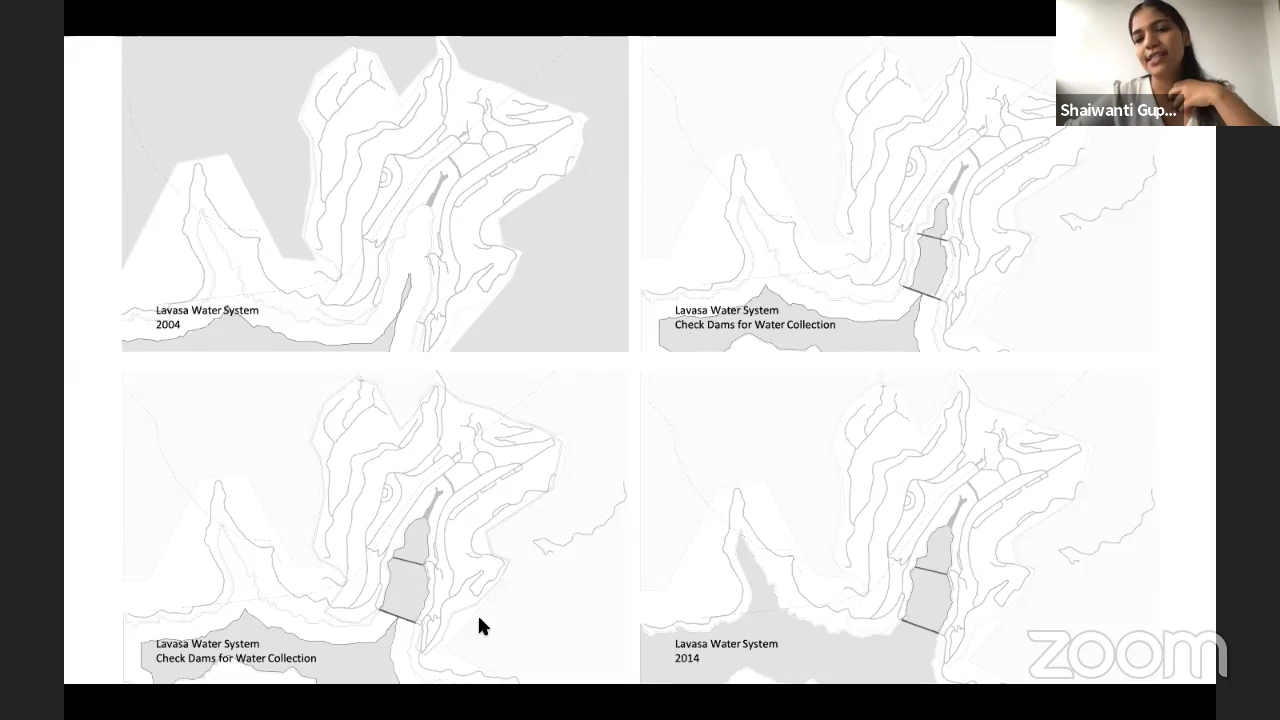 Shaiwanti Gup...
Lavasa Water System
2004
Lavasa Water System
Check Dams for Water Collection
Lavasa Water System
Check Dams for Water Collection
Lavasa Water System
2014
zoom